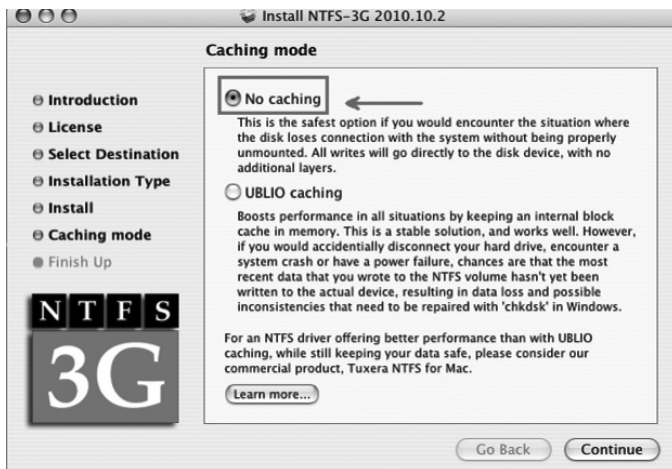 Install NTFS-3G 2010.10.2
Caching mode
Introduction
License
Select Destination
Installation Type
Install
Caching mode
Finish Up
NTFS
3G
No caching
This is the safest option if you would encounter the situation where
the disk loses connection with the system without being properly
unmounted. All writes will go directly to the disk device, with no
additional layers.
UBLIO caching
Boosts performance in all situations by keeping an internal block
cache in memory. This is a stable solution, and works well. However,
if you would accidentially disconnect your hard drive, encounter a
system crash or have a power failure, chances are that the most
recent data that you wrote to the NTFS volume hasn't yet been
written to the actual device, resulting in data loss and possible
inconsistencies that need to be repaired with 'chkdsk' in Windows.
For an NTFS driver offering better performance than with UBLIO
caching, while still keeping your data safe, please consider our
commercial product, Tuxera NTFS for Mac.
Learn more...
Go Back
Continue